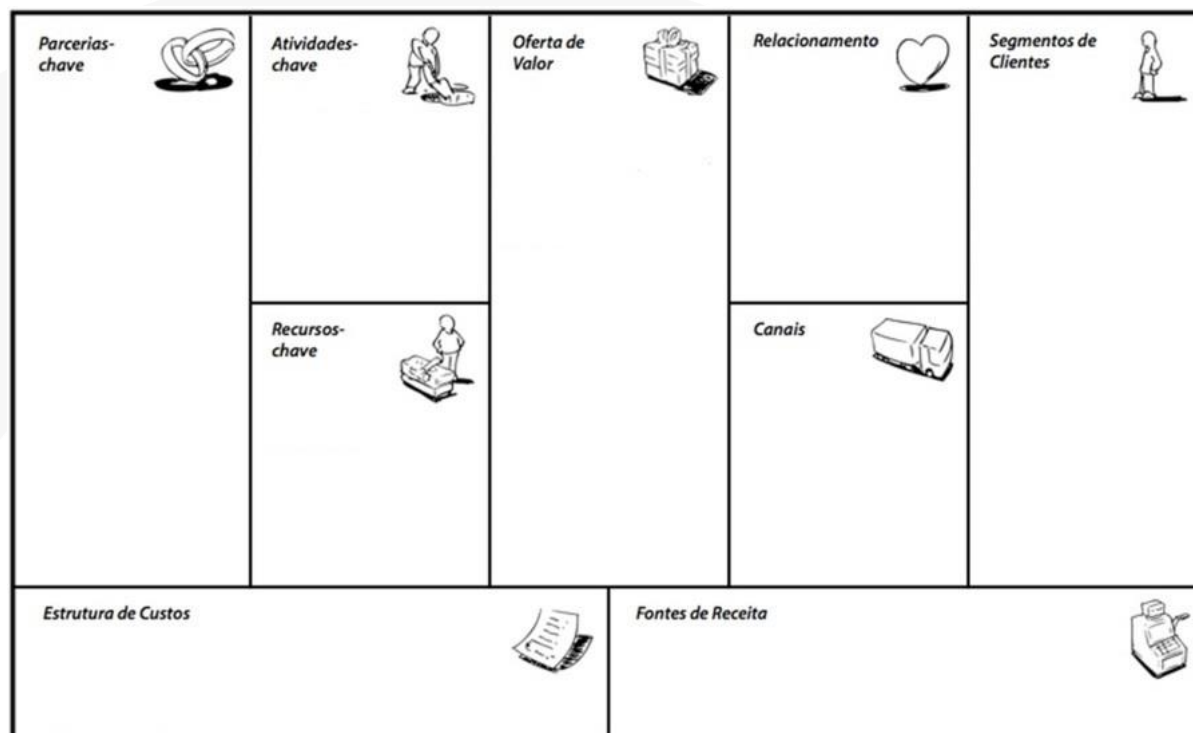 Parcerias-
chave
Atividades-
chave
Oferta de
Valor
Relacionamento
Segmentos de
Clientes
Recursos-
chave
Canais
Estrutura de Custos
Fontes de Receita